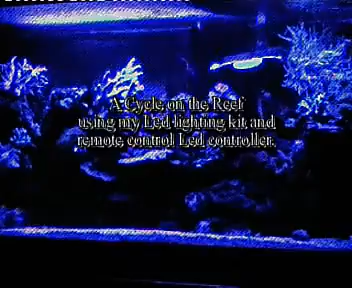 A Cycle on the Reef
using my Led lighting kit and
remote control Led controller.